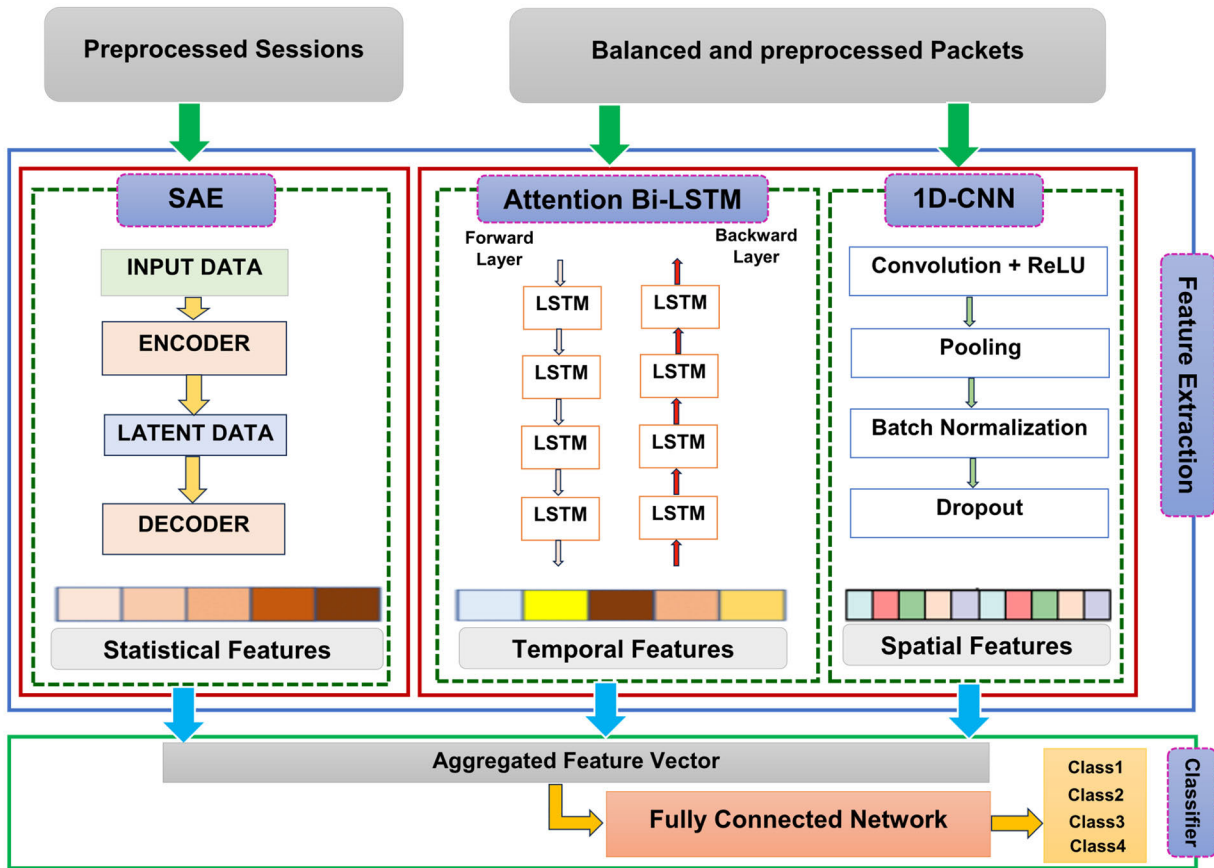 Preprocessed Sessions
Balanced and preprocessed Packets
SAE
INPUT DATA
ENCODER
LATENT DATA
DECODER
Statistical Features
Attention Bi-LSTM
Forward
Layer
Backward
Layer
LSTM
LSTM
LSTM
LSTM
LSTM
LSTM
LSTM
LSTM
Temporal Features
1D-CNN
Convolution + ReLU
Pooling
Batch Normalization
Dropout
Spatial Features
Feature Extraction
Aggregated Feature Vector
Fully Connected Network
Class1
Class2
Class3
Class4
Classifier